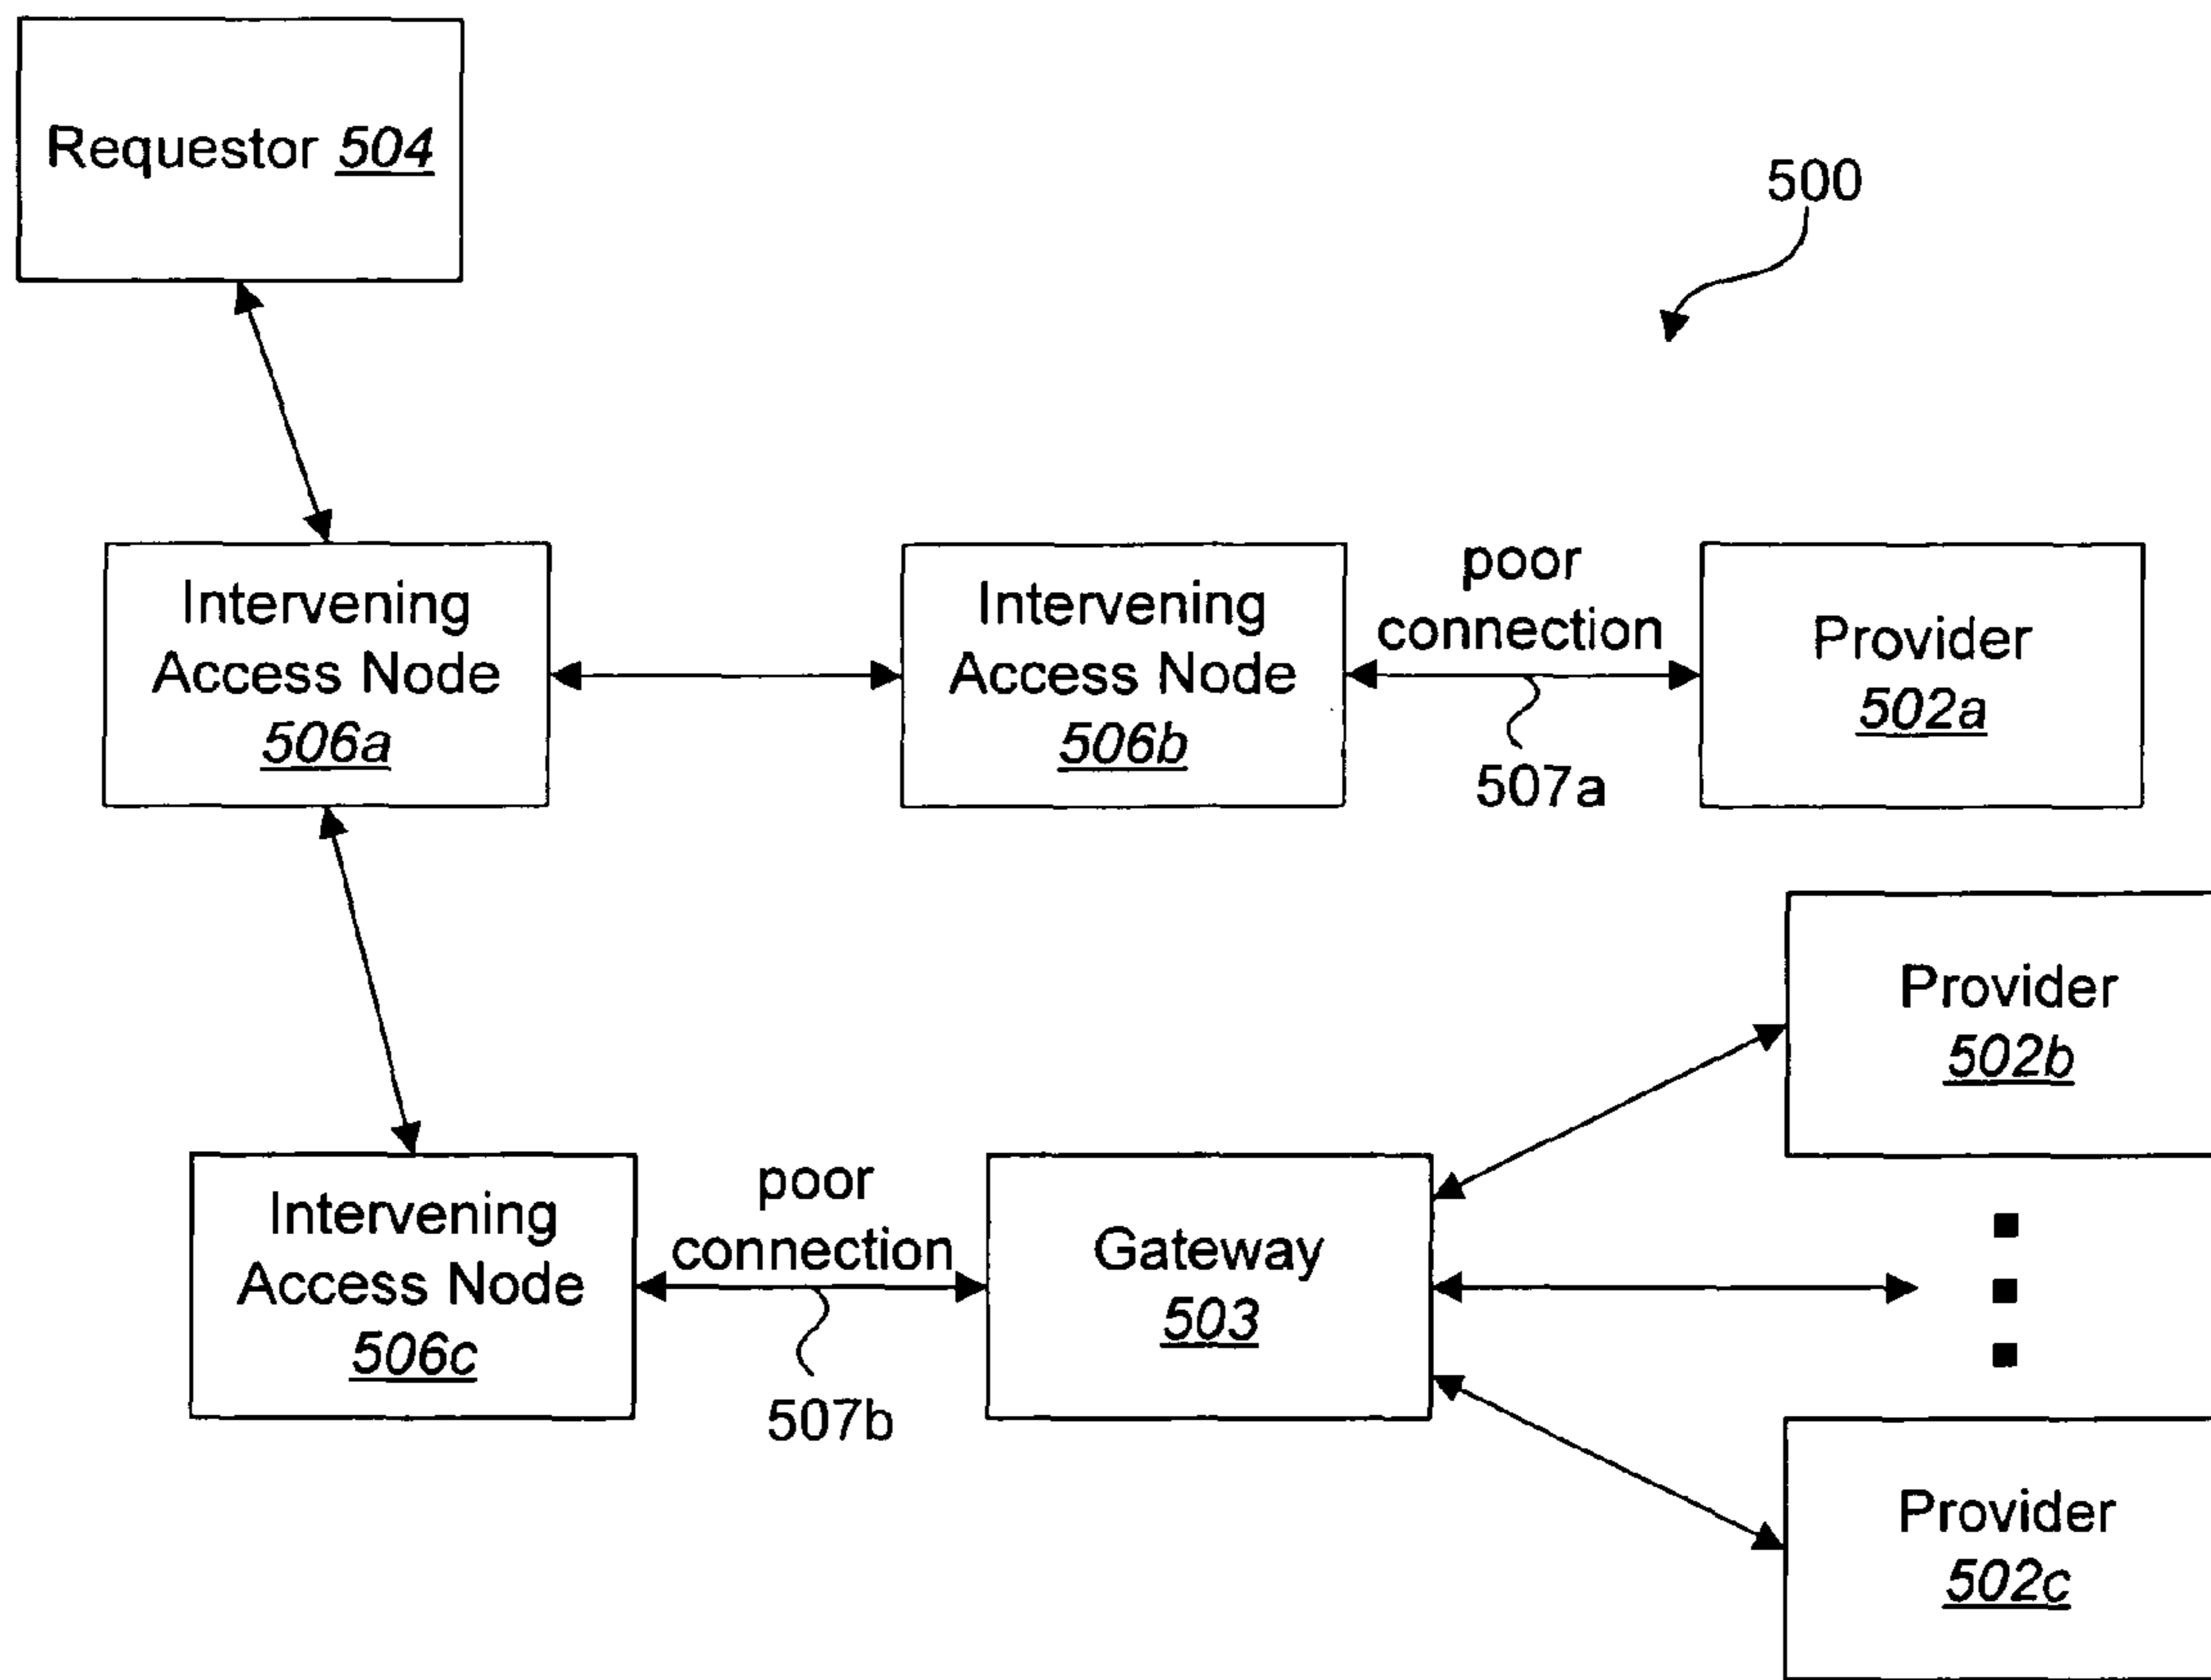 Requestor 504
500
Intervening
Access Node
506a
Intervening
Access Node
506b
poor
connection
507a
Provider
502a
Provider
502b
Intervening
Access Node
506c
poor
connection
507b
Gateway
503
Provider
502c